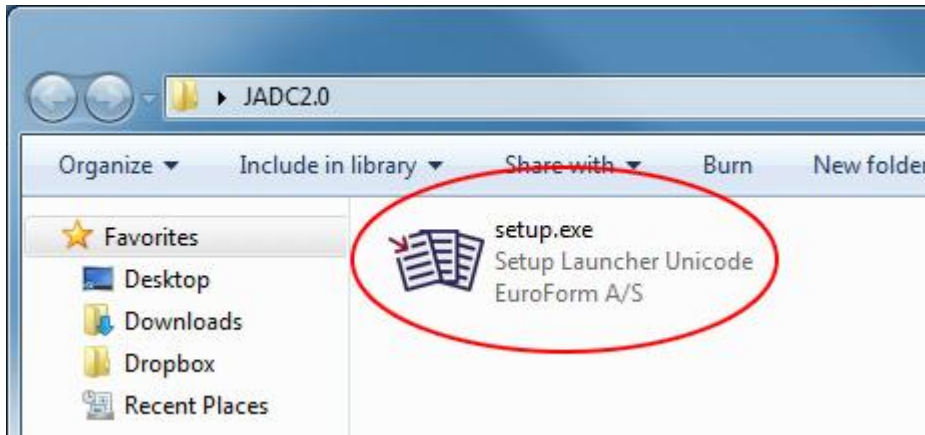 JADC2.0
Organize Include in library Share with Burn New folder
Favorites
Desktop
Downloads
Dropbox
Recent Places
setup.exe
Setup Launcher Unicode
EuroForm A/S